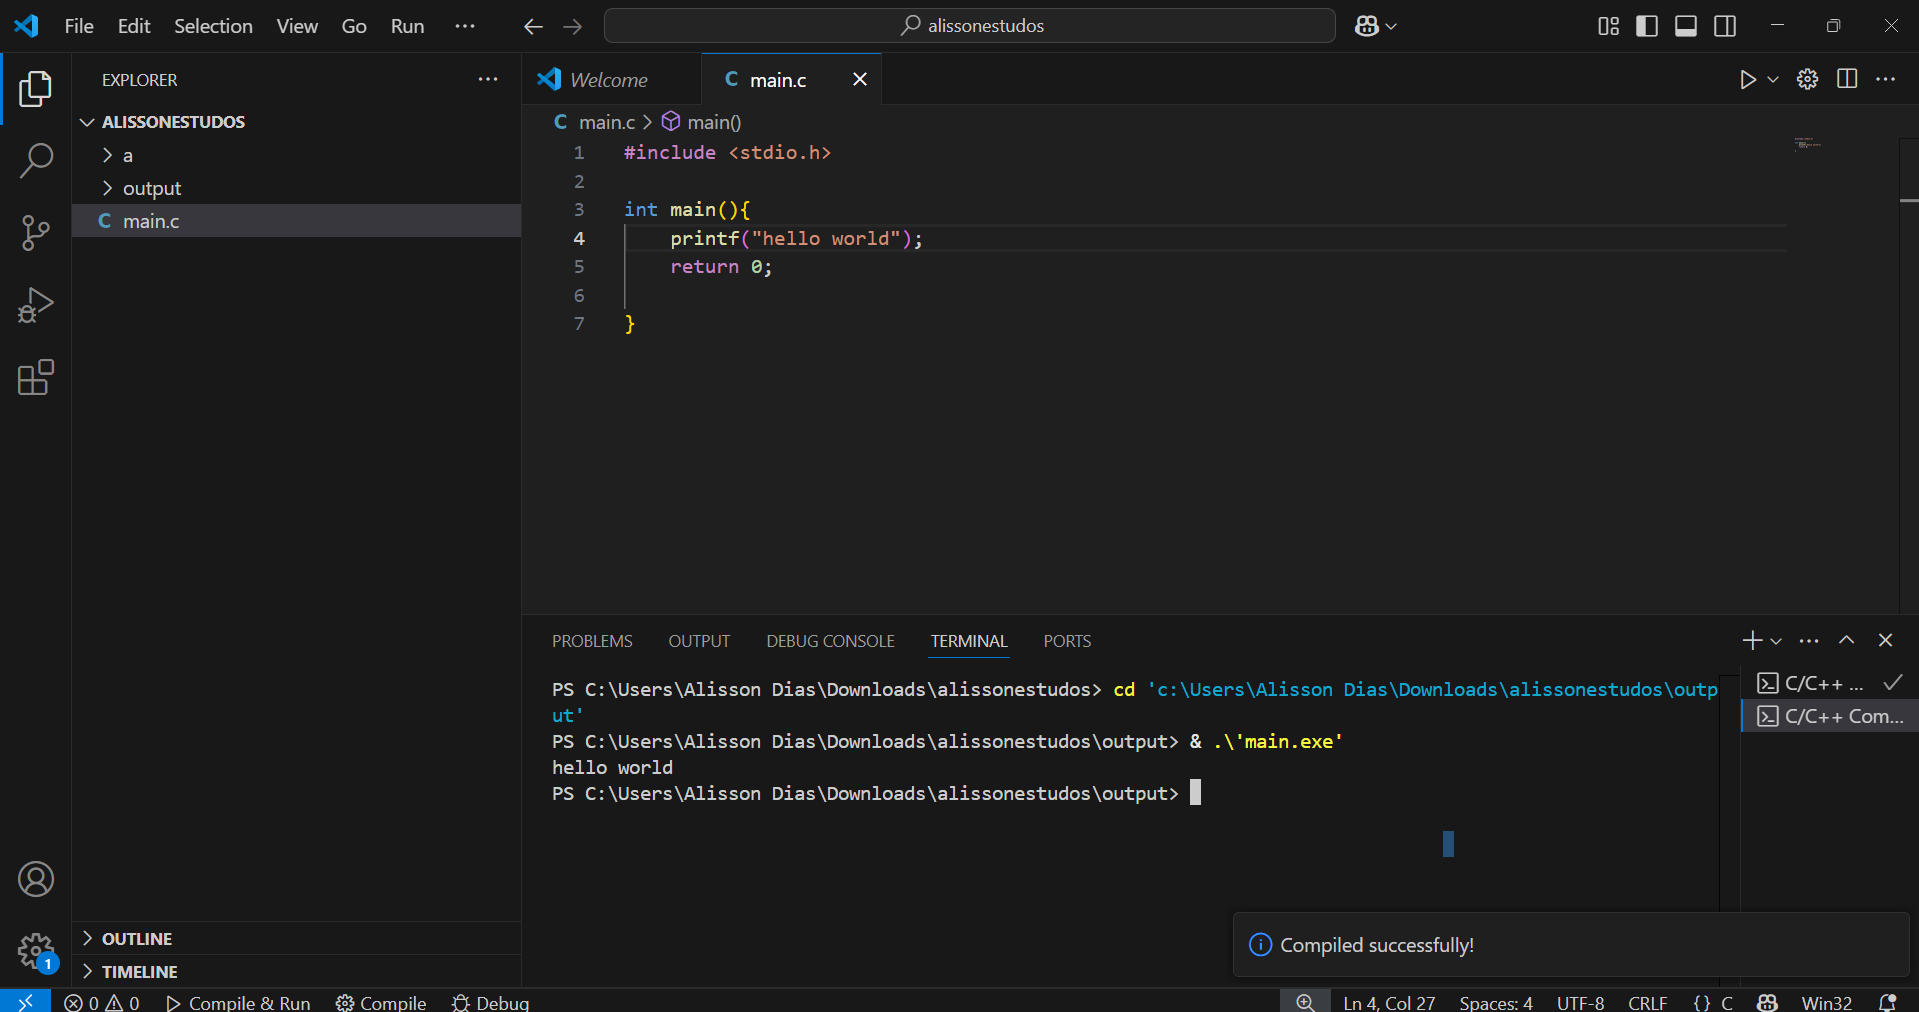 File Edit Selection View Go Run ···
alissonestudos
EXPLORER
ALISSONESTUDOS
a
output
main.c
OUTLINE
TIMELINE
Welcome
main.c
main.c > main()
1 #include <stdio.h>
2
3 int main(){
4 printf("hello world");
5 return 0;
6
7 }
PROBLEMS OUTPUT DEBUG CONSOLE TERMINAL PORTS
PS C:\Users\Alisson Dias\Downloads\alissonestudos> cd 'c:\Users\Alisson Dias\Downloads\alissonestudos\outp
ut'
PS C:\Users\Alisson Dias\Downloads\alissonestudos\output> & .\'main.exe'
hello world
PS C:\Users\Alisson Dias\Downloads\alissonestudos\output>
C/C++ ...
C/C++ Com...
Compiled successfully!
1
0 0 Compile & Run Compile Debug Ln 4, Col 27 Spaces: 4 UTF-8 CRLF {} C Win32